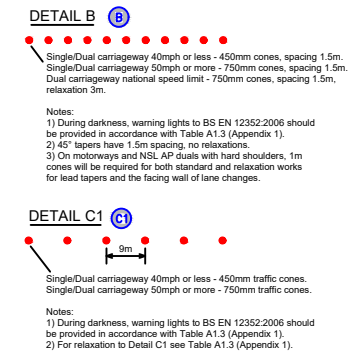 DETAIL B B
Single/Dual carriageway 40mph or less - 450mm cones, spacing 1.5m.
Single/Dual carriageway 50mph or more - 750mm cones, spacing 1.5m.
Dual carriageway national speed limit - 750mm cones, spacing 1.5m,
relaxation 3m.
Notes:
1) During darkness, warning lights to BS EN 12352:2006 should
be provided in accordance with Table A1.3 (Appendix 1).
2) 45° tapers have 1.5m spacing, no relaxations.
3) On motorways and NSL AP duals with hard shoulders, 1m
cones will be required for both standard and relaxation works
for lead tapers and the facing wall of lane changes.
DETAIL C1 C1
9m
Single/Dual carriageway 40mph or less - 450mm traffic cones.
Single/Dual carriageway 50mph or more - 750mm traffic cones.
Notes:
1) During darkness, warning lights to BS EN 12352:2006 should
be provided in accordance with Table A1.3 (Appendix 1).
2) For relaxation to Detail C1 see Table A1.3 (Appendix 1).